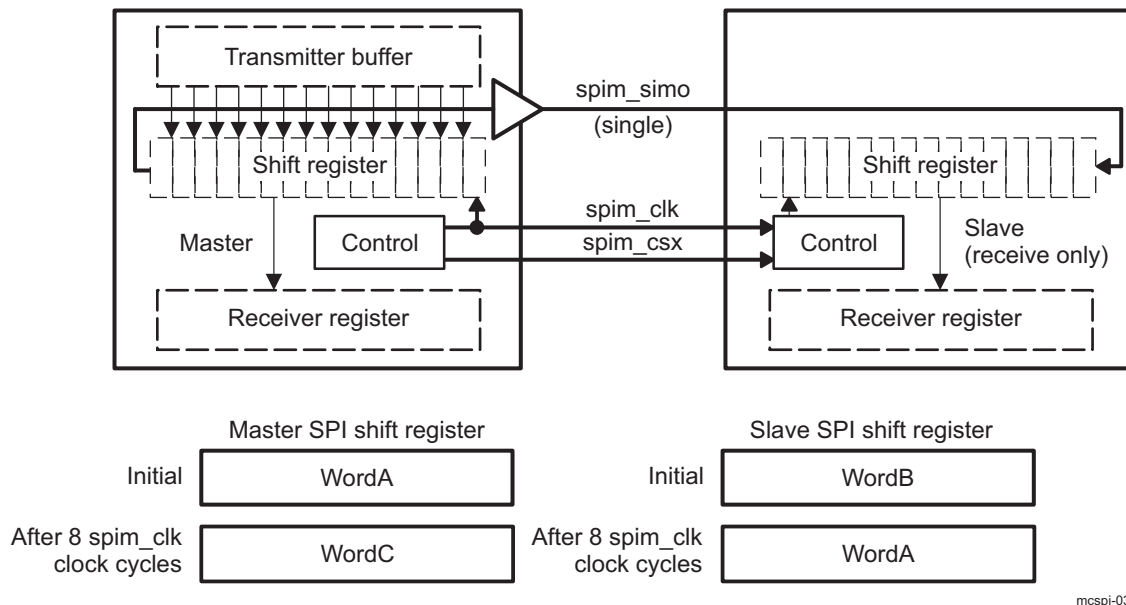 Transmitter buffer
spim_simo
(single)
Shift register
Shift register
spim_clk
Master
Control
spim_csx
Control
Slave
(receive only)
Receiver register
Receiver register
Master SPI shift register
Slave SPI shift register
Initial
WordA
Initial
WordB
After 8 spim_clk
clock cycles
WordC
After 8 spim_clk
clock cycles
WordA